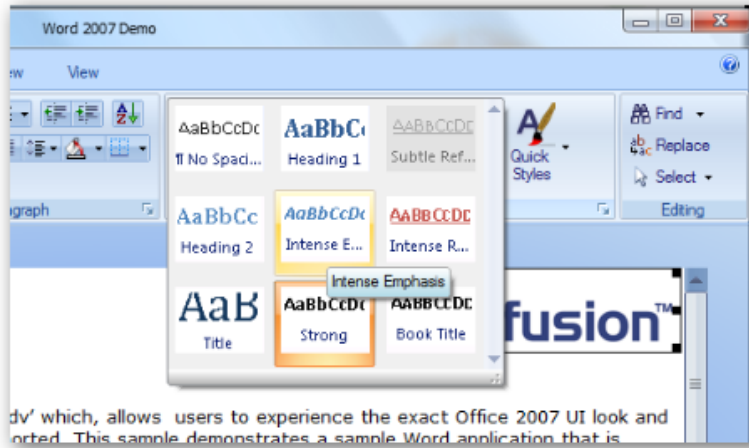 Word 2007 Demo
ew View
AaBbCcDc AaBbC AaBbCcDc
¶ No Spaci... Heading 1 Subtle Ref...
AaBbCc AaBbCcDc AaBbCcDc
Heading 2 Intense E... Intense R...
Intense Emphasis
AaB AaBbCcDc AaBbCcDc
Title Strong Book Title
Quick
Styles
Find
Replace
Select
agraph Editing
fusion™
dv' which, allows users to experience the exact Office 2007 UI look and
orted. This sample demonstrates a sample Word application that is